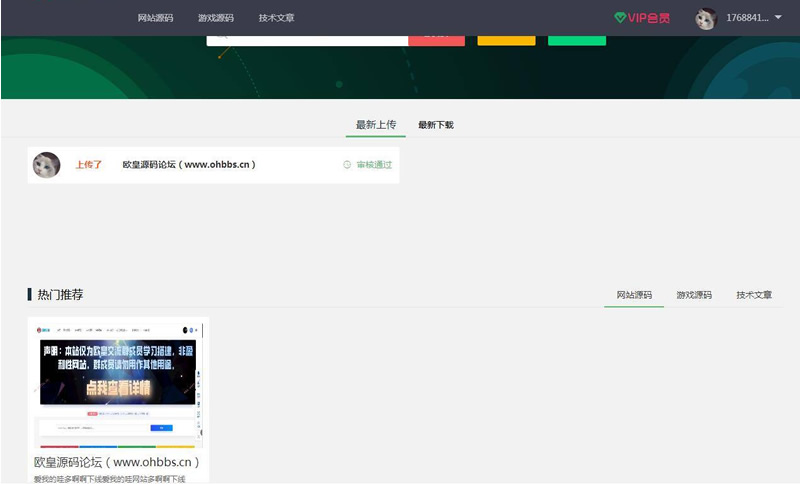 网站源码 游戏源码 技术文章 VIP会员 1768841...
最新上传 最新下载
上传了 欧皇源码论坛（www.ohbbs.cn） 审核通过
热门推荐 网站源码 游戏源码 技术文章
声明：本站仅为欧皇交流群成员学习搭建，非盈
利性网站，群成员请勿用作其他用途。
点我查看详情
欧皇源码论坛（www.ohbbs.cn）
爱我的哇多啊啊下线爱我的哇网站多啊啊下线